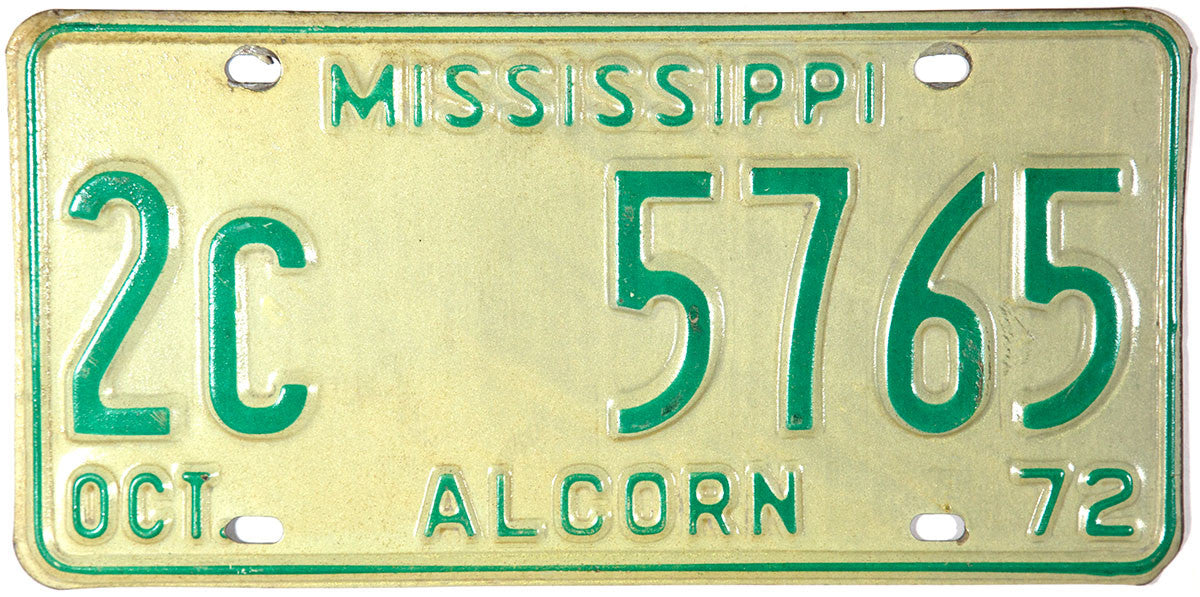 MISSISSIPPI
2C 5765
OCT. ALCORN 72